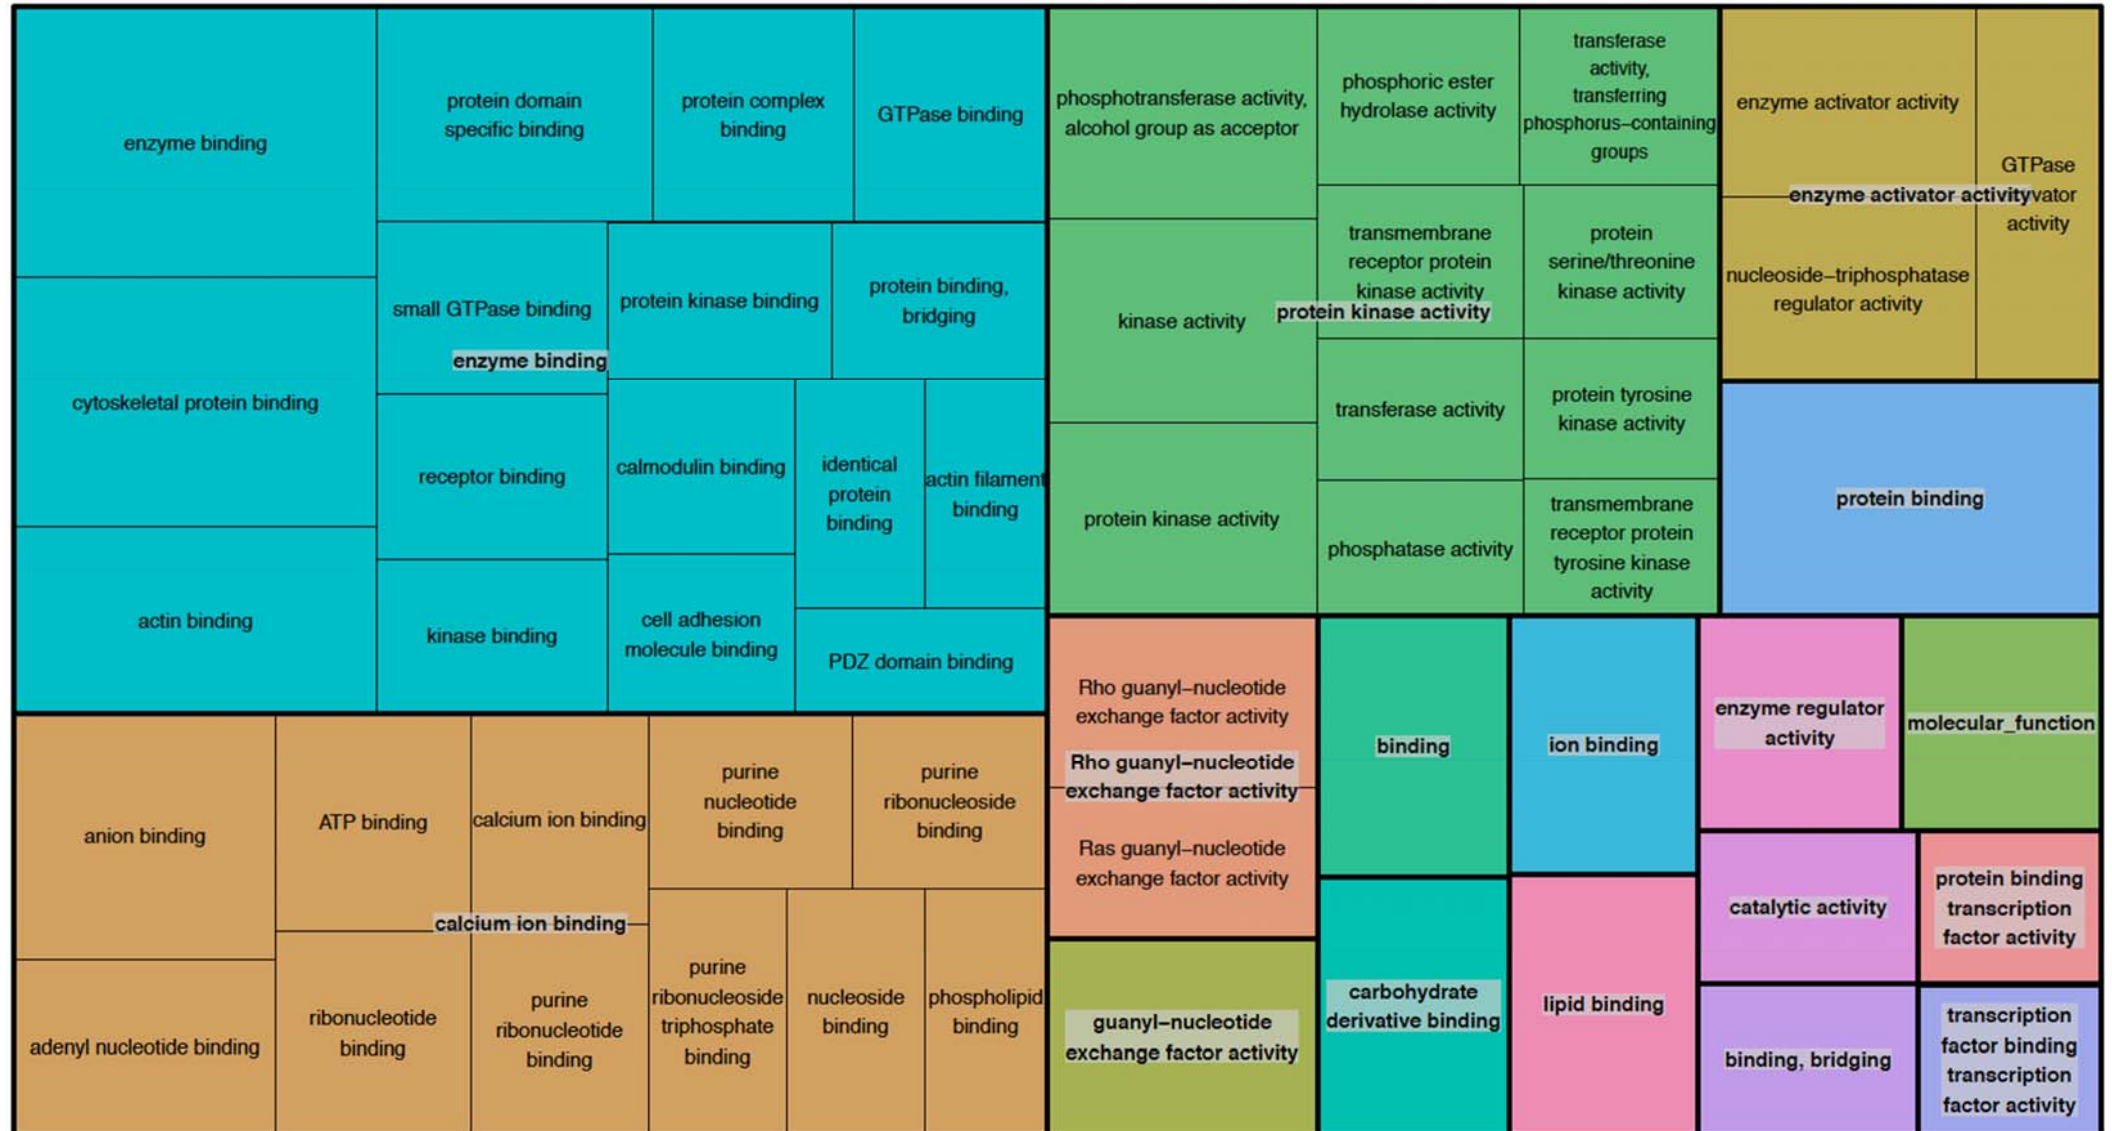 enzyme binding
protein domain
specific binding
protein complex
binding
GTPase binding
cytoskeletal protein binding
small GTPase binding
protein kinase binding
protein binding,
bridging
enzyme binding
receptor binding
calmodulin binding
identical
protein
binding
actin filament
binding
actin binding
kinase binding
cell adhesion
molecule binding
PDZ domain binding
phosphotransferase activity,
alcohol group as acceptor
phosphoric ester
hydrolase activity
transferase
activity,
transferring
phosphorus−containing
groups
kinase activity
transmembrane
receptor protein
kinase activity
protein
serine/threonine
kinase activity
protein kinase activity
transferase activity
protein tyrosine
kinase activity
protein kinase activity
phosphatase activity
transmembrane
receptor protein
tyrosine kinase
activity
enzyme activator activity
GTPase
vator
activity
enzyme activator activity
nucleoside−triphosphatase
regulator activity
protein binding
anion binding
ATP binding
calcium ion binding
purine
nucleotide
binding
purine
ribonucleoside
binding
calcium ion binding
adenyl nucleotide binding
ribonucleotide
binding
purine
ribonucleotide
binding
purine
ribonucleoside
triphosphate
binding
nucleoside
binding
phospholipid
binding
Rho guanyl−nucleotide
exchange factor activity
Rho guanyl−nucleotide
exchange factor activity
Ras guanyl−nucleotide
exchange factor activity
guanyl−nucleotide
exchange factor activity
binding
ion binding
carbohydrate
derivative binding
lipid binding
enzyme regulator
activity
molecular_function
catalytic activity
protein binding
transcription
factor activity
binding, bridging
transcription
factor binding
transcription
factor activity